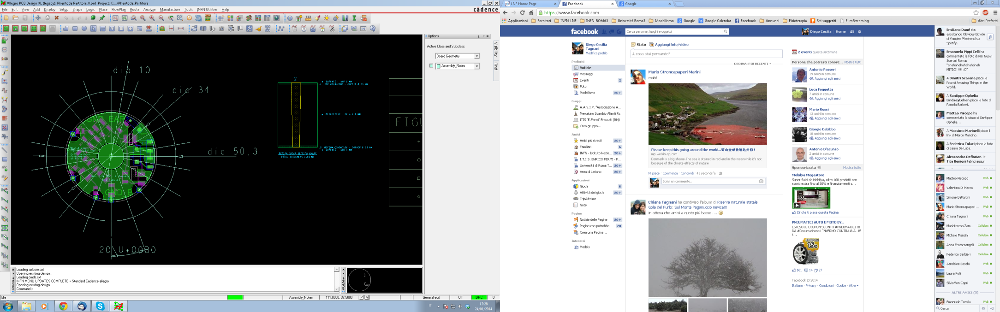 Allegro PCB Design XL (legacy): Phentode Partitore_8.brd Project: C:.../Phentode_Partitore
File Edit View Add Display Setup Shape Logic Place FlowPlan Route Analyze Manufacture Tools INFN Utilities Help
cādence
Options
Active Class and Subclass:
Board Geometry
Assembly_Notes
Visibility
Find
dia 10
dia 34
dia 50,3
20\U+00B0
GND EAR
GND E
FIGU
SURFACE - AIR 0 MM
L1. TOP CONDUCTOR - COPPER 0.03 MM
DIELECTRIC - FR-4 1.5 MM
L2. BOTTOM CONDUCTOR - COPPER 0.03 MM
SURFACE - AIR 0 MM
DESIGN CROSS SECTION CHART
Loading axlcore.cxt
Opening existing design...
Loading cmds.cxt
INFN MENU UPDATES COMPLETE = Standard Cadence allegro
Opening existing design...
Command >
Command
WorldView
Idle
Assembly_Notes
111.0000, 37.5000
P A
General edit
Off
DRC
0
IT
13:28
24/01/2014
LNF Home Page
Facebook
Google
https://www.facebook.com
ABP
Applicazioni Fornitori INFN-LNF INFN-ROMA3 Università Roma3 Modellismo Google Google Calendar Facebook Annunci Fisioterapia Siti suggeriti FilmStreaming Altri Preferiti
facebook
Cerca persone, luoghi e oggetti
Diego Cecilia Home
Diego Cecilia
Tagnani
Modifica profilo
Preferiti
Notizie
Messaggi
Eventi 2
Foto
Modellismo 20+
Gruppi
A.A.V.I.P. "Associazione A...
Mercatino Scambio Alianti Rc
ITIS "E.Fermi" Frascati (RM)
Crea gruppo...
Amici
Amici più stretti 20+
Familiari 6
INFN - Istituto Nazio... 20+
I.T.I.S. ENRICO FERMI - F... 
Università di Roma T... 20+
Area di Lariano 20+
Applicazioni
Giochi 6
Attività dei giochi 20+
TripAdvisor
Note
Pagine
Notizie delle Pagine 20+
Pagine che potrebbe... 20
Crea una Pagina...
Interessi
Models
Stato Aggiungi foto/video
A cosa stai pensando?
ORDINA: PIÙ RECENTI
Mario Stroncapaperi Marini
mah!
Please keep this going around the world...请向全球传递这封信！
mp.weixin.qq.com
Denmark is a big shame.The sea is stained in red and in the meanwhile it's not
because of the climate effects of nature
Mi piace · Commenta · Condividi · 41 secondi fa ·
Scrivi un commento...
Chiara Tagnani ha condiviso l'album di Riserva naturale statale
Gola del Furlo: Sul Monte Paganuccio nevica!!!
in attesa che arrivi a quote più basse ....
2 eventi questa settimana
Persone che potresti conosc... Mostra tutti
Antonio Passeri
19 amici in comune
Aggiungi agli amici
Luca Foggetta
7 amici in comune
Aggiungi agli amici
Mario Rossi
13 amici in comune
Aggiungi agli amici
Giorgio Cabibbo
10 amici in comune
Aggiungi agli amici
Antonio D'acunzo
2 amici in comune
Aggiungi agli amici
Sponsorizzata Mostra tutte
Mobilya Megastore
Super Saldi da Mobilya, oltre 100 prodotti con
sconti extra fino al 30% e finanziamenti s...
3.500
Di' che ti piace questa Pagina
PNEUMATICI AUTO E MOTO BY...
ESTESO IL COUPON SCONTO #PNEUMATICI !!!
DA #Pneumaticone L'INVERNO CONTINUA A -15
!...
COUPON
15%
161 14 27
Facebook © 2014
Italiano · Privacy · Condizioni · Cookie · Altro
Emiliano Danè sta
ascoltando Obvious Bicycle
di Vampire Weekend su
Spotify.
Emanuela Pippi Celli ha
commentato la foto di Nsr Nuovi
Scenari Roma:
"ahahahahahahahah
MITICI!!!!! :D"
A Dimitri Scarana piace la
foto di Amazing Things in the
World.
A Santippe Ophelia
LindsayLohan piace la foto di
Pamela Barberi.
Matteo Piscopo ha
commentato lo stato di Santippe
Ophelia...
A Massimo Marinelli piace il
link di Marco Mancino.
A Federica Colaci piace la foto
di Laura De Luca.
Alessandro Deflorian
Tita Benigni tabnti auguri
Matteo Piscopo Web
Valentina Di Marco Web
Simone Battistini Web
Mario Stroncapaperi ... Web
Chiara Tagnani Web
Mariateresa Zam... Cellulare
Michele Mancini Cellulare
Anna Fratarcangeli Cellulare
Federico Barbieri Cellulare
Zandalee Boschi Web
Laura Polli Web
SilvioMon Capri Web
ALTRI AMICI (5)
Emanuele Turella Web
Cerca